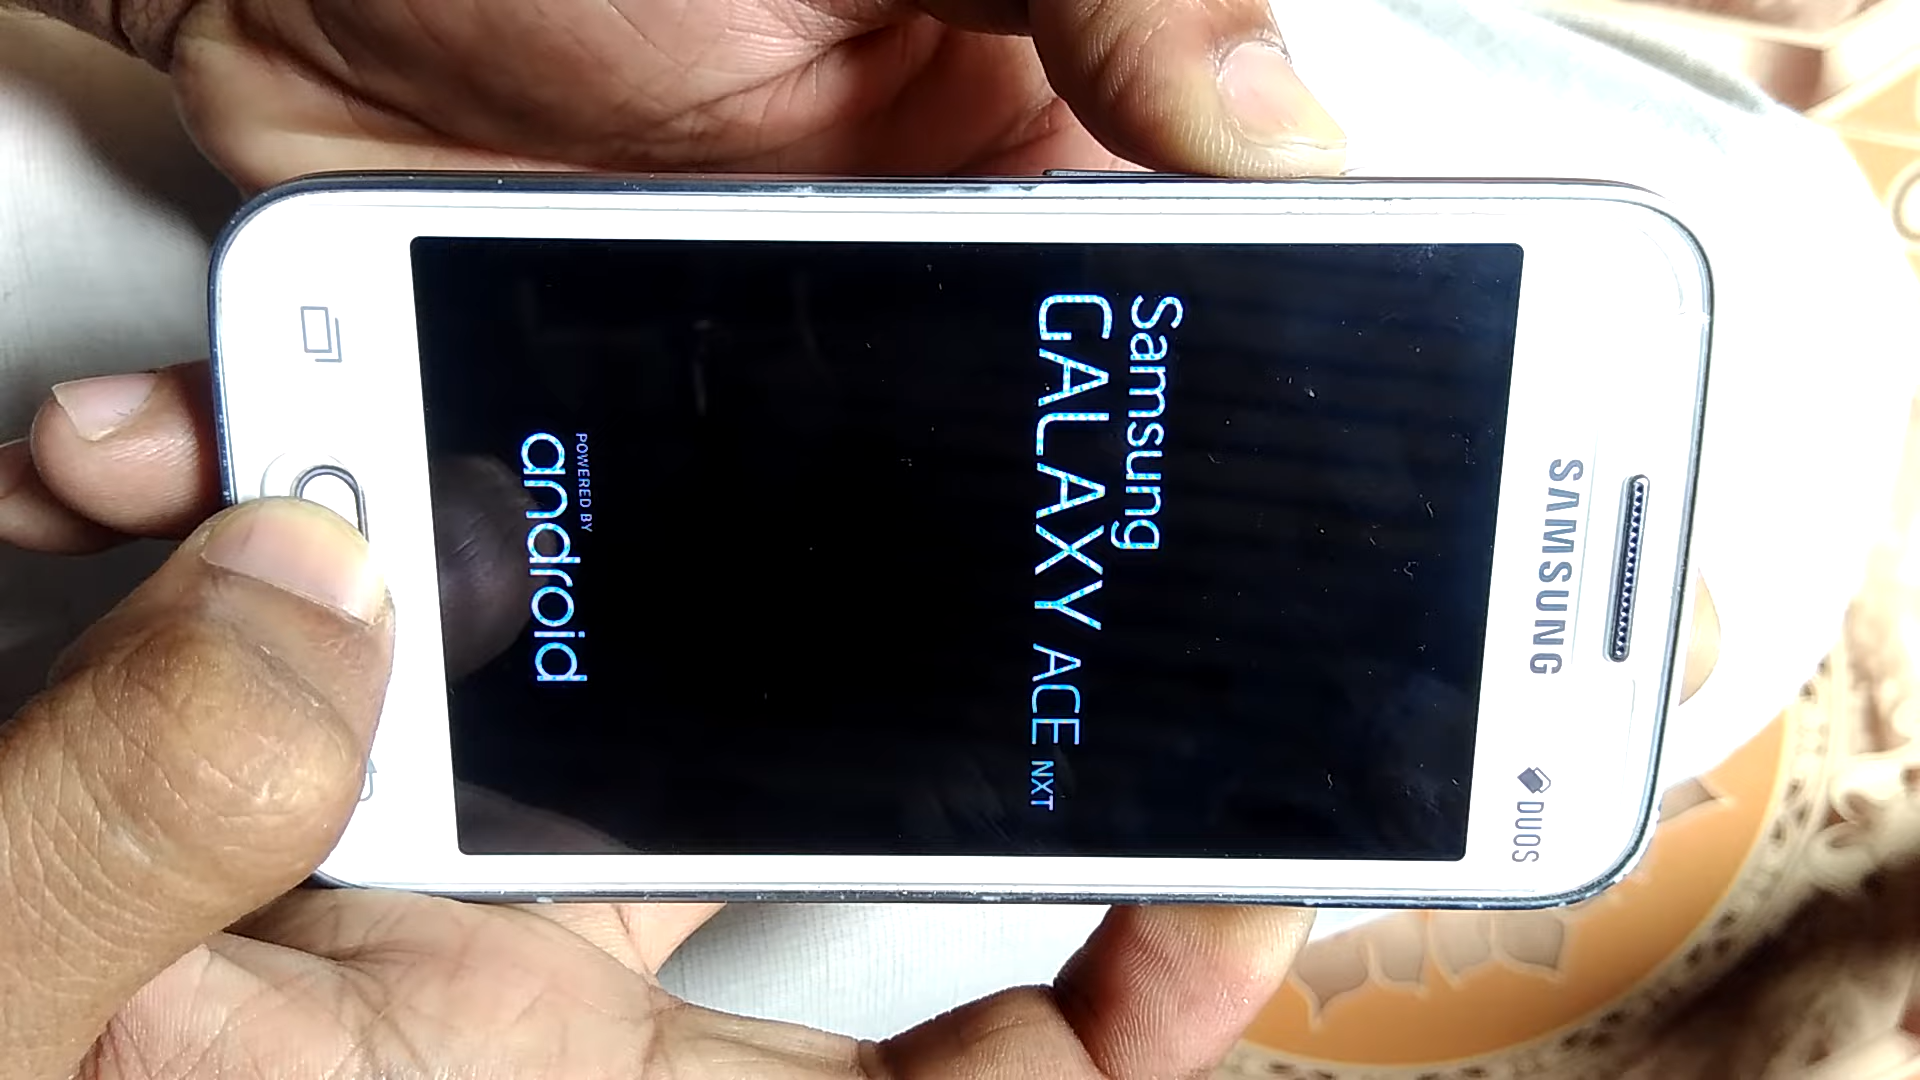 SAMSUNG
DUOS
Samsung
GALAXY ACE NXT
POWERED BY
android